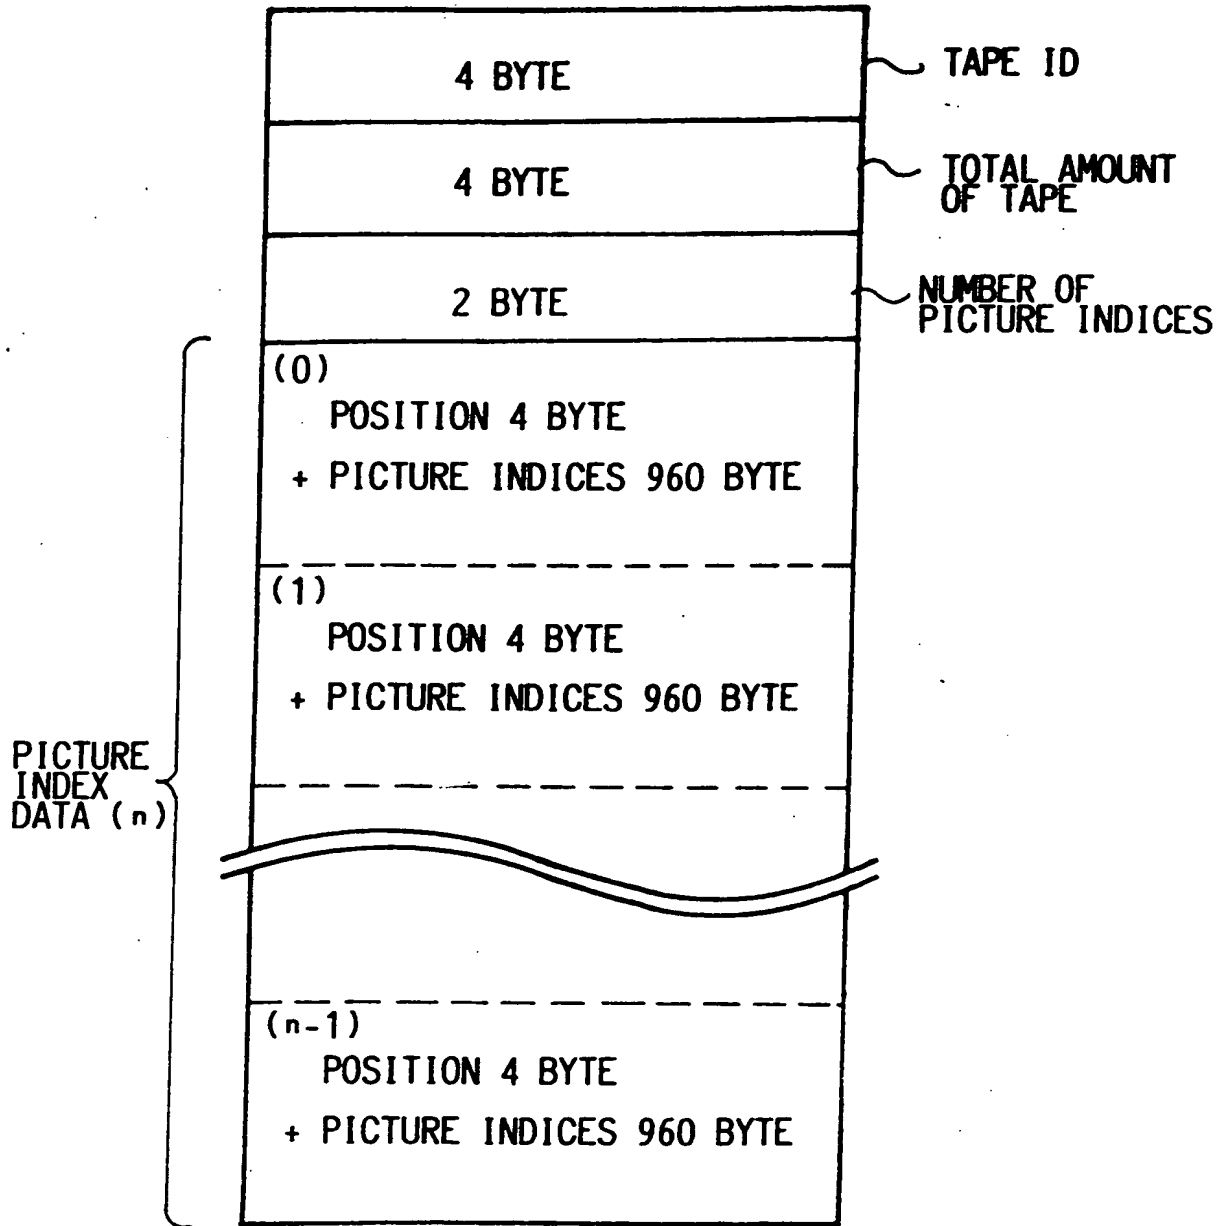 4 BYTE
TAPE ID
4 BYTE
TOTAL AMOUNT
OF TAPE
2 BYTE
NUMBER OF
PICTURE INDICES
(0)
POSITION 4 BYTE
+ PICTURE INDICES 960 BYTE
(1)
POSITION 4 BYTE
+ PICTURE INDICES 960 BYTE
PICTURE
INDEX
DATA (n)
(n-1)
POSITION 4 BYTE
+ PICTURE INDICES 960 BYTE